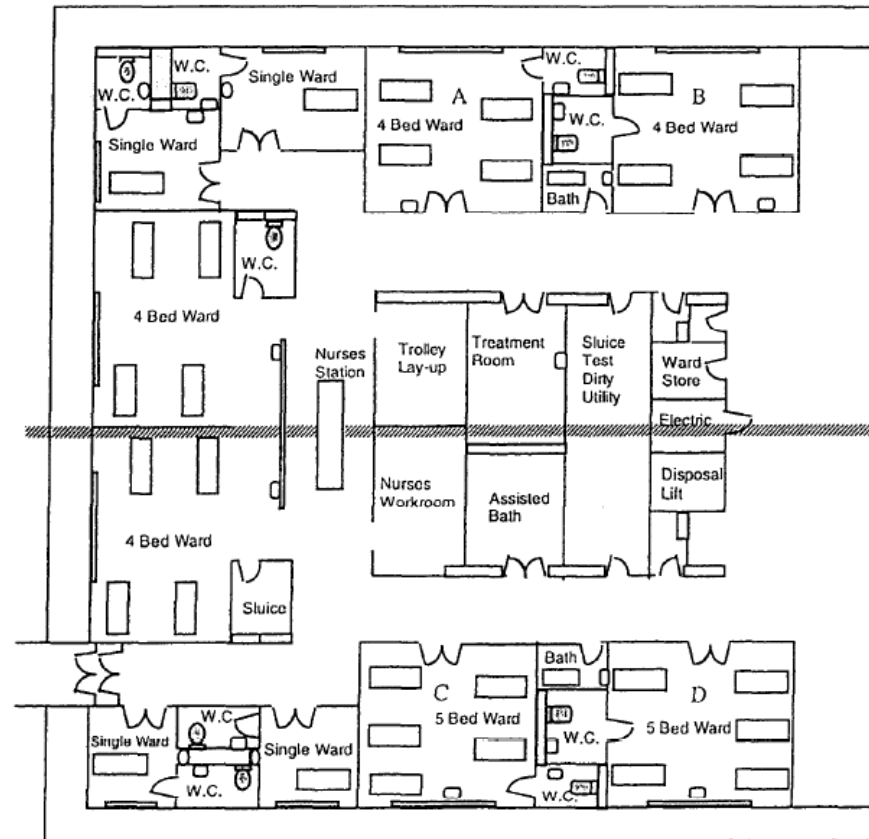 W.C.
W.C.
Single Ward
W.C.
Single Ward
A
4 Bed Ward
W.C.
Bath
B
4 Bed Ward
W.C.
4 Bed Ward
Nurses
Station
Trolley
Lay-up
Treatment
Room
Sluice
Test
Dirty
Utility
Ward
Store
Electric
Nurses
Workroom
Assisted
Bath
Disposal
Lift
4 Bed Ward
Sluice
C
5 Bed Ward
Bath
D
5 Bed Ward
W.C.
Single Ward
W.C.
Single Ward
W.C.
W.C.